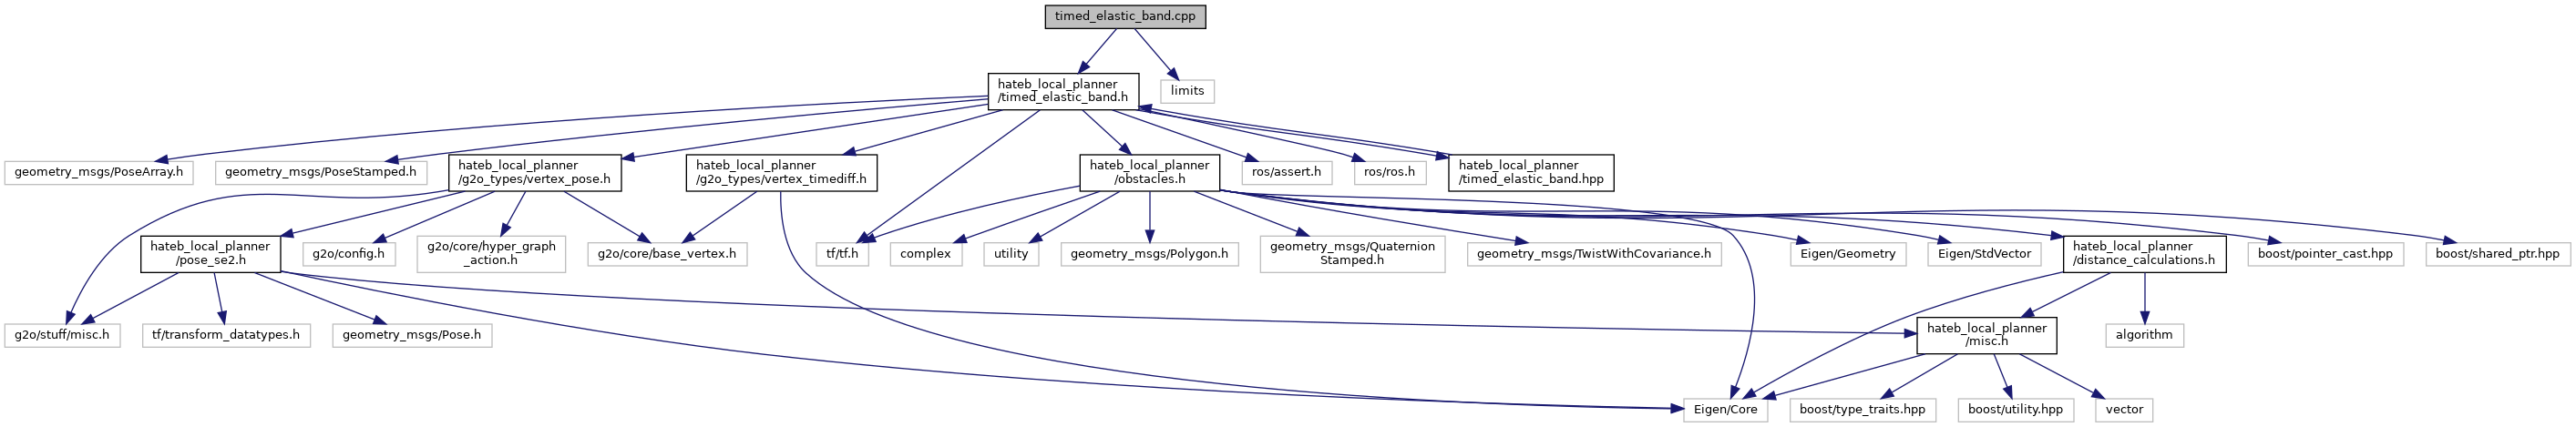 timed_elastic_band.cpp
hateb_local_planner
/timed_elastic_band.h
limits
geometry_msgs/PoseArray.h
geometry_msgs/PoseStamped.h
hateb_local_planner
/g2o_types/vertex_pose.h
hateb_local_planner
/g2o_types/vertex_timediff.h
hateb_local_planner
/obstacles.h
ros/assert.h
ros/ros.h
hateb_local_planner
/timed_elastic_band.hpp
hateb_local_planner
/pose_se2.h
g2o/config.h
g2o/core/hyper_graph
_action.h
g2o/core/base_vertex.h
tf/tf.h
complex
utility
geometry_msgs/Polygon.h
geometry_msgs/Quaternion
Stamped.h
geometry_msgs/TwistWithCovariance.h
Eigen/Geometry
Eigen/StdVector
hateb_local_planner
/distance_calculations.h
boost/pointer_cast.hpp
boost/shared_ptr.hpp
g2o/stuff/misc.h
tf/transform_datatypes.h
geometry_msgs/Pose.h
hateb_local_planner
/misc.h
algorithm
Eigen/Core
boost/type_traits.hpp
boost/utility.hpp
vector